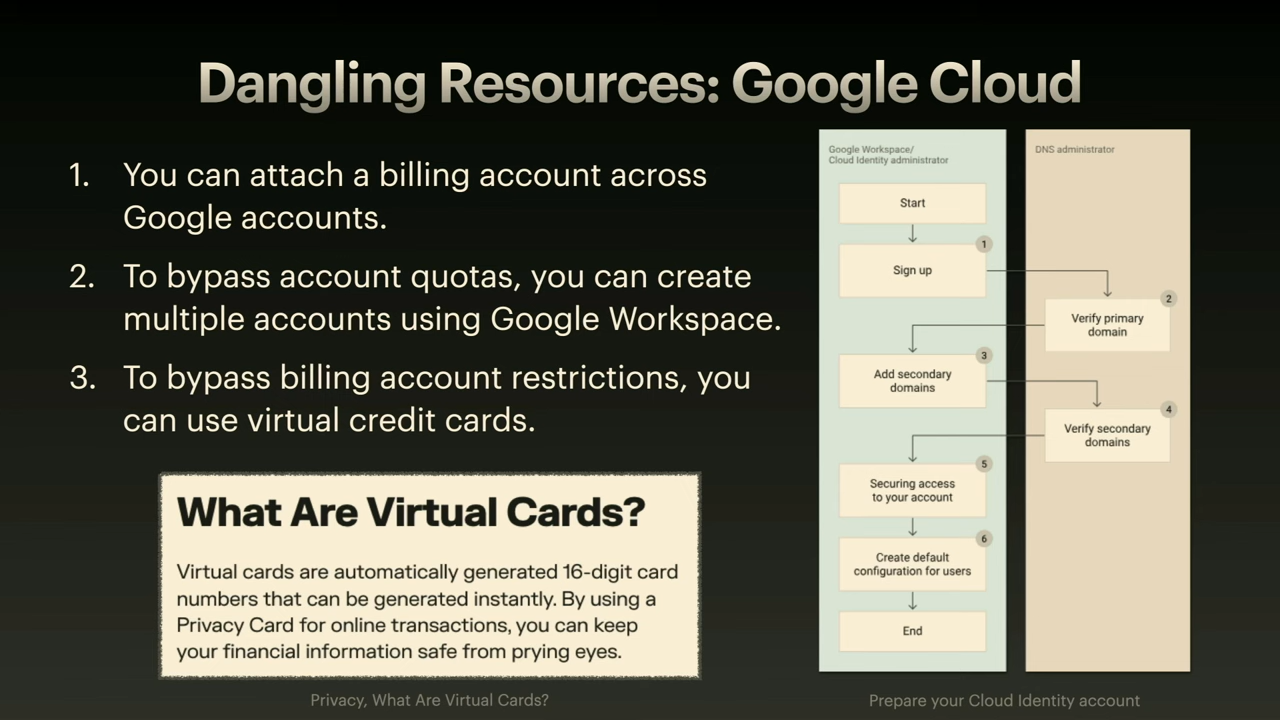 Dangling Resources: Google Cloud
1. You can attach a billing account across
Google accounts.
2. To bypass account quotas, you can create
multiple accounts using Google Workspace.
3. To bypass billing account restrictions, you
can use virtual credit cards.
What Are Virtual Cards?
Virtual cards are automatically generated 16-digit card
numbers that can be generated instantly. By using a
Privacy Card for online transactions, you can keep
your financial information safe from prying eyes.
Privacy, What Are Virtual Cards?
Google Workspace/
Cloud Identity administrator
DNS administrator
Start
1
Sign up
2
Verify primary
domain
3
Add secondary
domains
4
Verify secondary
domains
5
Securing access
to your account
6
Create default
configuration for users
End
Prepare your Cloud Identity account